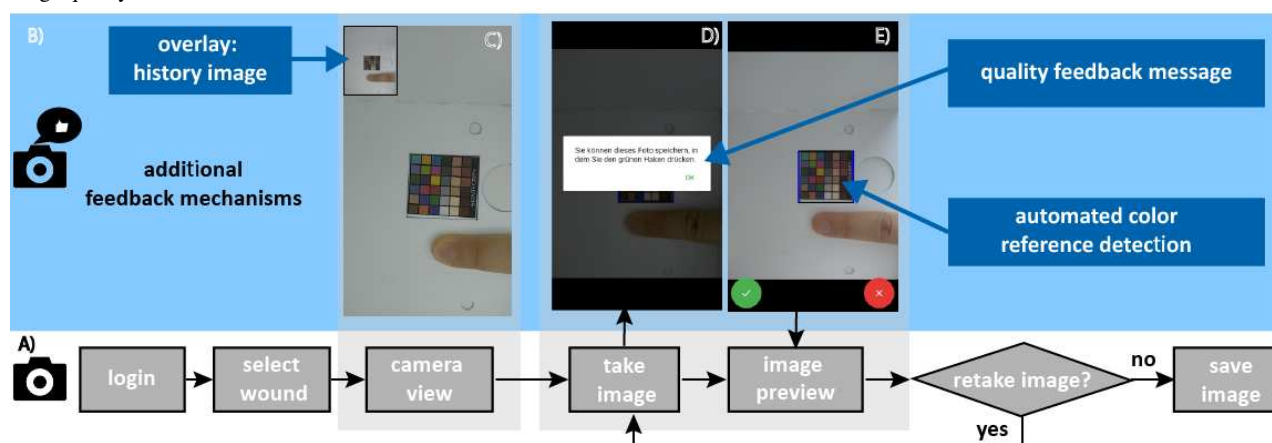 B)
overlay:
history image
C)
D)
E)
quality feedback message
additional
feedback mechanisms
Sie können dieses Foto speichern, in
dem Sie den grünen Haken drücken.
OK
automated color
reference detection
A)
login
select
wound
camera
view
take
image
image
preview
retake image?
no
save
image
yes